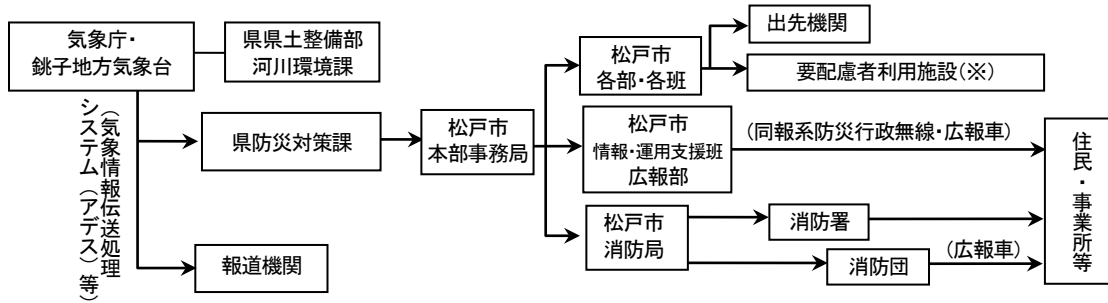 気象庁・
銚子地方気象台
県県土整備部
河川環境課
(気象情報伝送処理
システム(アデス)等)
県防災対策課
報道機関
松戸市
本部事務局
松戸市
各部・各班
出先機関
要配慮者利用施設(※)
松戸市
情報・運用支援班
広報部
(同報系防災行政無線・広報車)
松戸市
消防局
消防署
消防団
(広報車)
住民・事業所等